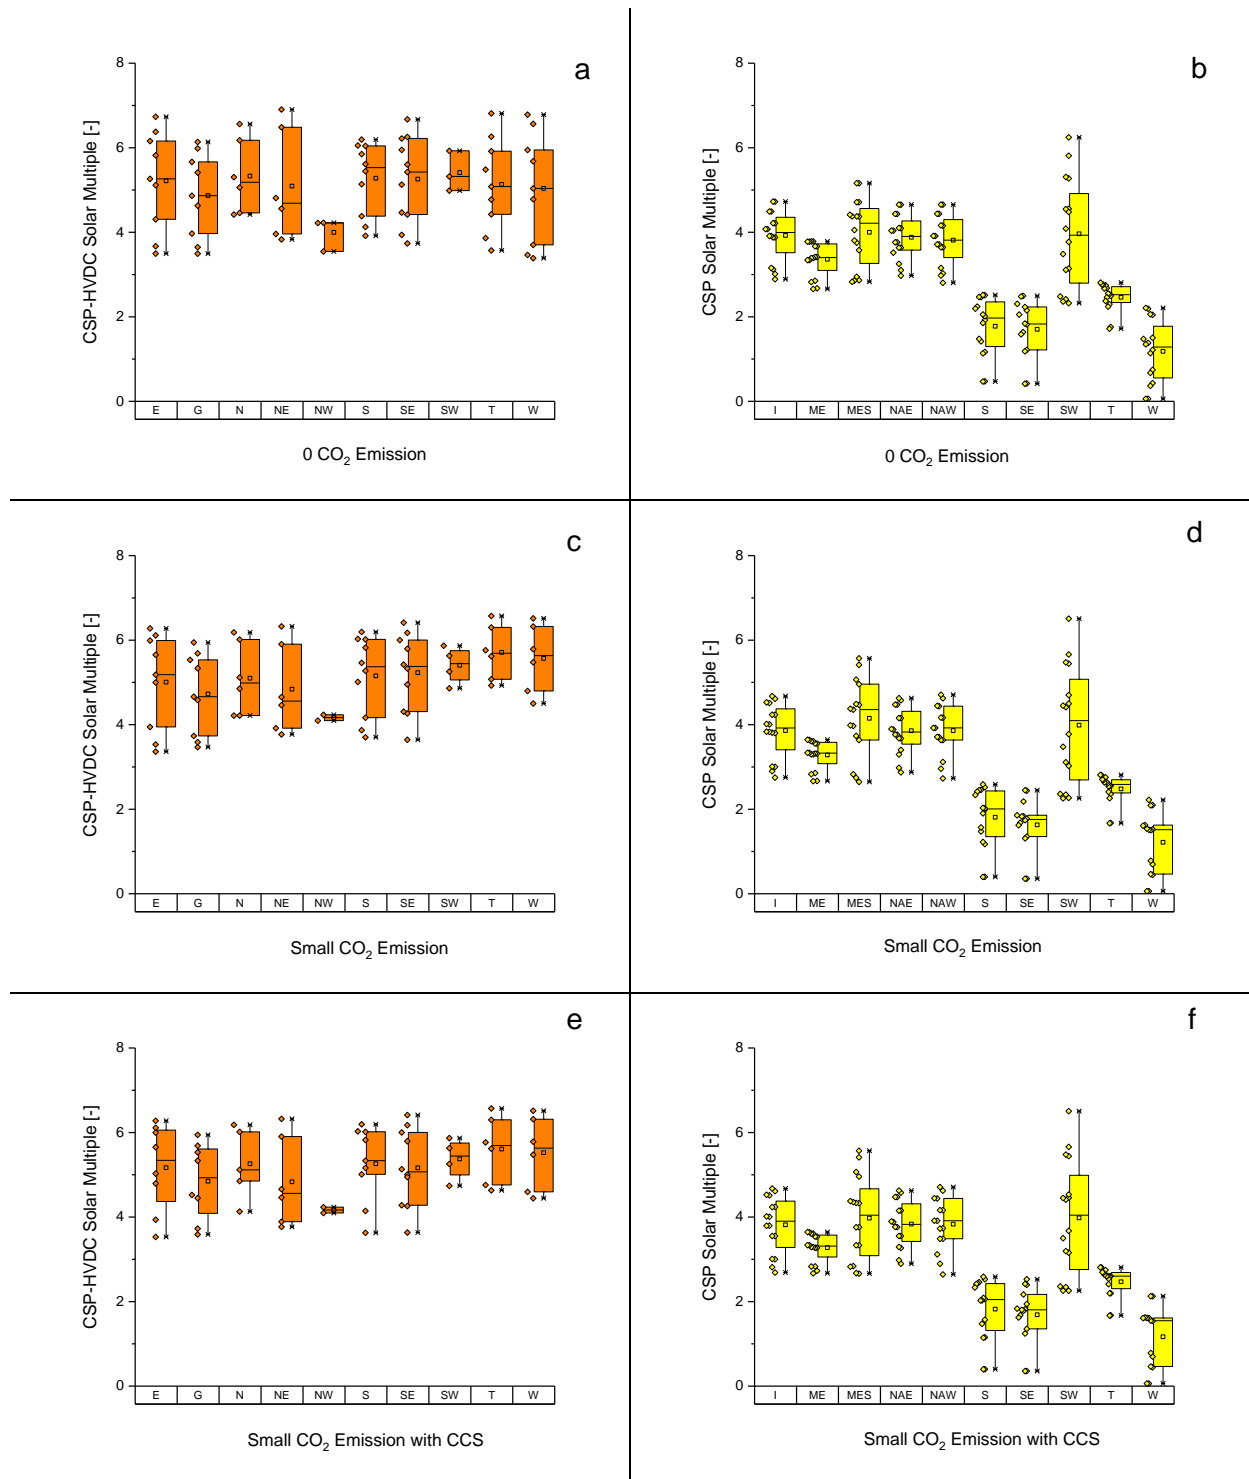 a
CSP-HVDC Solar Multiple [-]
8
6
4
2
0
E G N NE NW S SE SW T W
0 CO₂ Emission
b
CSP Solar Multiple [-]
8
6
4
2
0
I ME MES NAE NAW S SE SW T W
0 CO₂ Emission
c
CSP-HVDC Solar Multiple [-]
8
6
4
2
0
E G N NE NW S SE SW T W
Small CO₂ Emission
d
CSP Solar Multiple [-]
8
6
4
2
0
I ME MES NAE NAW S SE SW T W
Small CO₂ Emission
e
CSP-HVDC Solar Multiple [-]
8
6
4
2
0
E G N NE NW S SE SW T W
Small CO₂ Emission with CCS
f
CSP Solar Multiple [-]
8
6
4
2
0
I ME MES NAE NAW S SE SW T W
Small CO₂ Emission with CCS